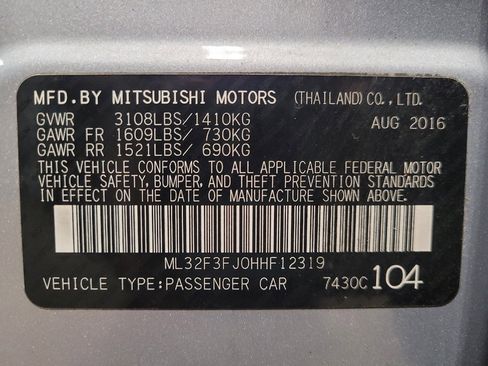 MFD.BY MITSUBISHI MOTORS (THAILAND)CO.,LTD.
GVWR 3108LBS/1410KG AUG 2016
GAWR FR 1609LBS/ 730KG
GAWR RR 1521LBS/ 690KG
THIS VEHICLE CONFORMS TO ALL APPLICABLE FEDERAL MOTOR
VEHICLE SAFETY, BUMPER, AND THEFT PREVENTION STANDARDS
IN EFFECT ON THE DATE OF MANUFACTURE SHOWN ABOVE.
ML32F3FJ0HHF12319
VEHICLE TYPE:PASSENGER CAR 7430C 104